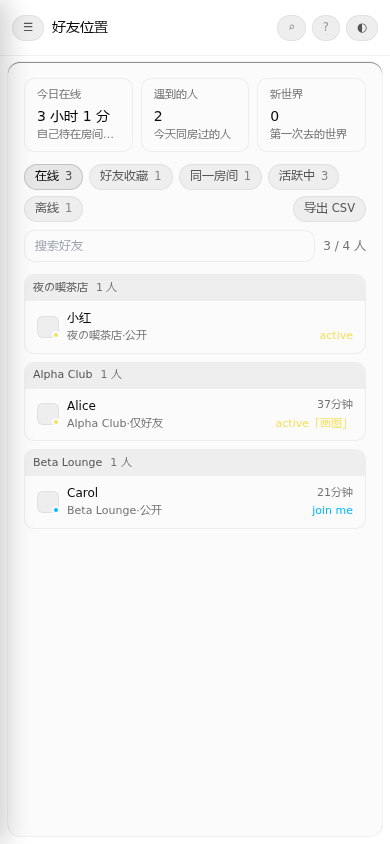 ☰ 好友位置 ⌕ ? ◐
今日在线
3 小时 1 分
自己待在房间…
遇到的人
2
今天同房过的人
新世界
0
第一次去的世界
在线 3 好友收藏 1 同一房间 1 活跃中 3
离线 1 导出 CSV
搜索好友 3 / 4 人
夜の喫茶店 1 人
小红
夜の喫茶店·公开 active
Alpha Club 1 人
Alice 37分钟
Alpha Club·仅好友 active「画图」
Beta Lounge 1 人
Carol 21分钟
Beta Lounge·公开 join me